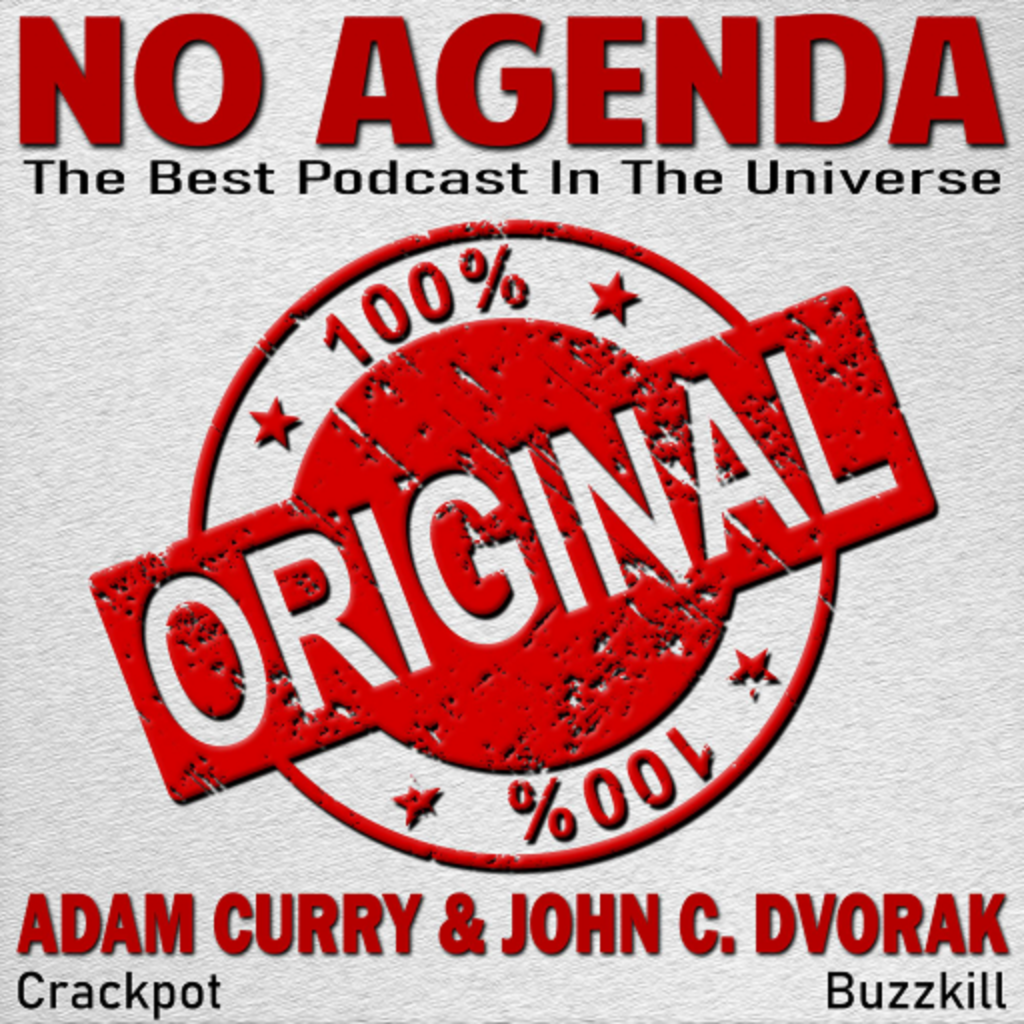 NO AGENDA
The Best Podcast In The Universe
100%
ORIGINAL
100%
ADAM CURRY & JOHN C. DVORAK
Crackpot Buzzkill